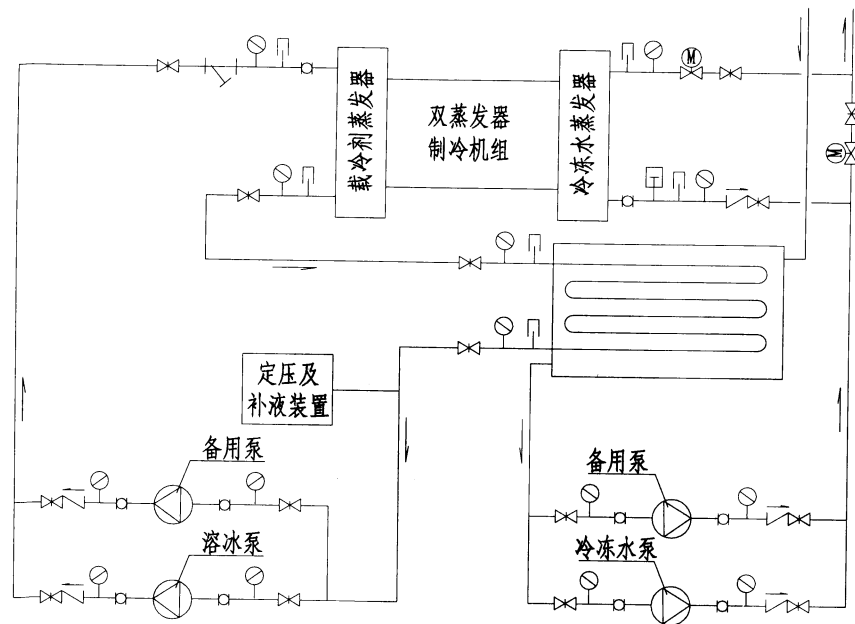 载冷剂蒸发器
双蒸发器
制冷机组
冷冻水蒸发器
M
M
定压及
补液装置
备用泵
溶冰泵
备用泵
冷冻水泵